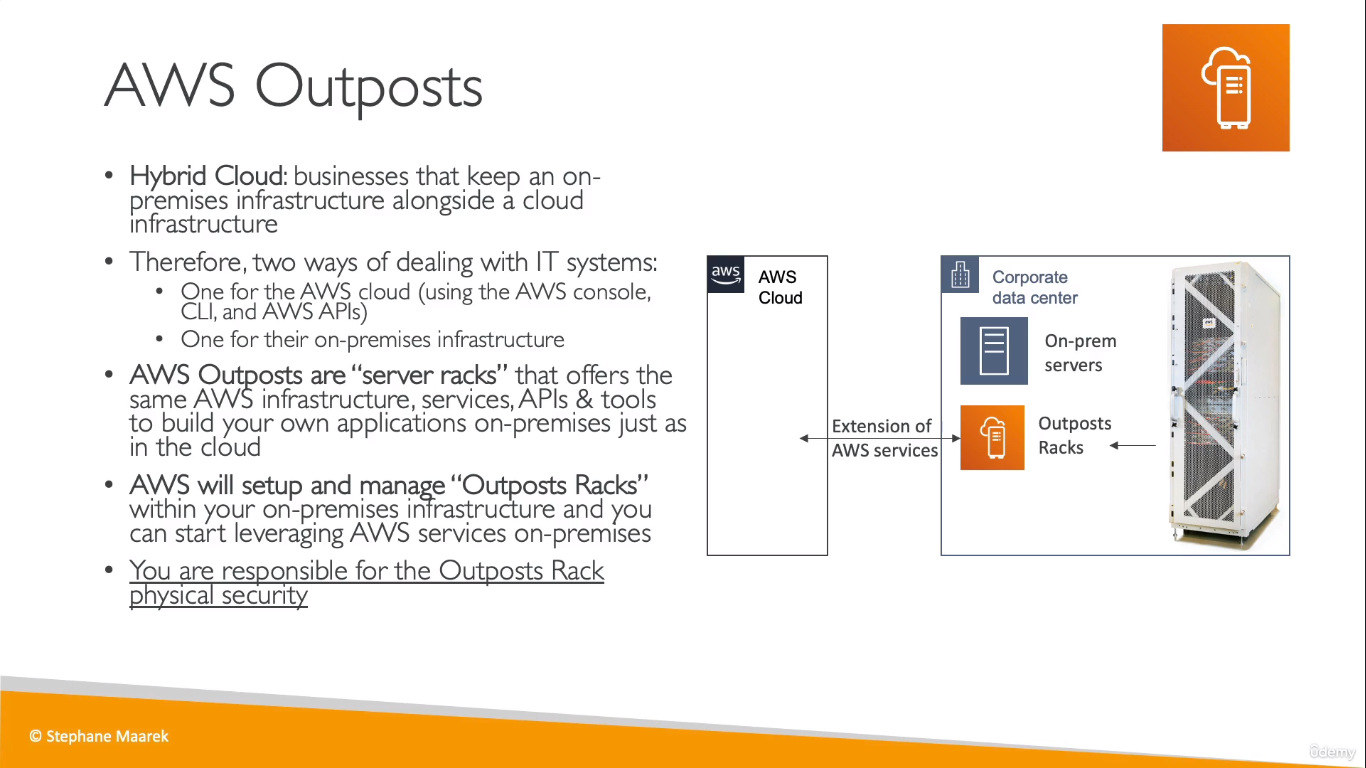 AWS Outposts
• Hybrid Cloud: businesses that keep an on-
premises infrastructure alongside a cloud
infrastructure
• Therefore, two ways of dealing with IT systems:
• One for the AWS cloud (using the AWS console,
CLI, and AWS APIs)
• One for their on-premises infrastructure
• AWS Outposts are “server racks” that offers the
same AWS infrastructure, services, APIs & tools
to build your own applications on-premises just as
in the cloud
• AWS will setup and manage “Outposts Racks”
within your on-premises infrastructure and you
can start leveraging AWS services on-premises
• You are responsible for the Outposts Rack
physical security
aws
AWS
Cloud
Extension of
AWS services
Corporate
data center
On-prem
servers
Outposts
Racks
© Stephane Maarek
ûdemy